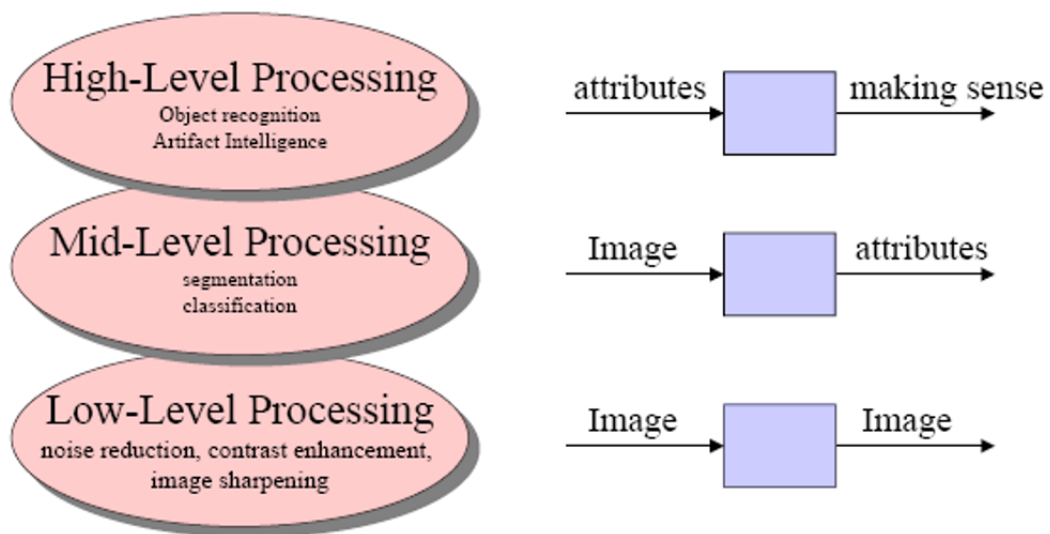 High-Level Processing
Object recognition
Artifact Intelligence
attributes
making sense
Mid-Level Processing
segmentation
classification
Image
attributes
Low-Level Processing
noise reduction, contrast enhancement,
image sharpening
Image
Image